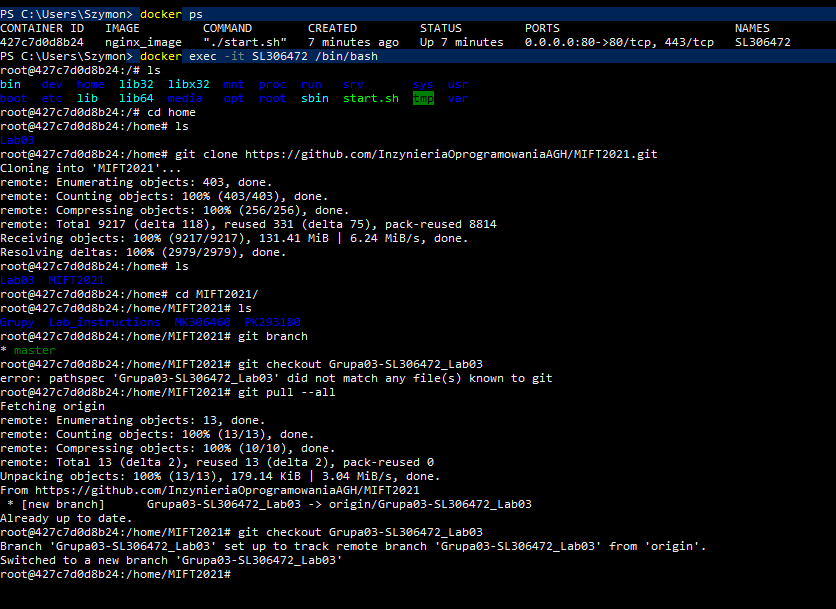 PS C:\Users\Szymon> docker ps
CONTAINER ID   IMAGE         COMMAND        CREATED         STATUS         PORTS                         NAMES
427c7d0d8b24   nginx_image   "./start.sh"   7 minutes ago   Up 7 minutes   0.0.0.0:80->80/tcp, 443/tcp   SL306472
PS C:\Users\Szymon> docker exec -it SL306472 /bin/bash
root@427c7d0d8b24:/# ls
bin   dev  home  lib32  libx32  mnt  proc  run   srv       sys  usr
boot  etc  lib   lib64  media   opt  root  sbin  start.sh  tmp  var
root@427c7d0d8b24:/# cd home
root@427c7d0d8b24:/home# ls
Lab03
root@427c7d0d8b24:/home# git clone https://github.com/InzynieriaOprogramowaniaAGH/MIFT2021.git
Cloning into 'MIFT2021'...
remote: Enumerating objects: 403, done.
remote: Counting objects: 100% (403/403), done.
remote: Compressing objects: 100% (256/256), done.
remote: Total 9217 (delta 118), reused 331 (delta 75), pack-reused 8814
Receiving objects: 100% (9217/9217), 131.41 MiB | 6.24 MiB/s, done.
Resolving deltas: 100% (2979/2979), done.
root@427c7d0d8b24:/home# ls
Lab03  MIFT2021
root@427c7d0d8b24:/home# cd MIFT2021/
root@427c7d0d8b24:/home/MIFT2021# ls
Grupy  Lab_instructions  NK306460  PK293100
root@427c7d0d8b24:/home/MIFT2021# git branch
* master
root@427c7d0d8b24:/home/MIFT2021# git checkout Grupa03-SL306472_Lab03
error: pathspec 'Grupa03-SL306472_Lab03' did not match any file(s) known to git
root@427c7d0d8b24:/home/MIFT2021# git pull --all
Fetching origin
remote: Enumerating objects: 13, done.
remote: Counting objects: 100% (13/13), done.
remote: Compressing objects: 100% (10/10), done.
remote: Total 13 (delta 2), reused 13 (delta 2), pack-reused 0
Unpacking objects: 100% (13/13), 179.14 KiB | 3.04 MiB/s, done.
From https://github.com/InzynieriaOprogramowaniaAGH/MIFT2021
 * [new branch]      Grupa03-SL306472_Lab03 -> origin/Grupa03-SL306472_Lab03
Already up to date.
root@427c7d0d8b24:/home/MIFT2021# git checkout Grupa03-SL306472_Lab03
Branch 'Grupa03-SL306472_Lab03' set up to track remote branch 'Grupa03-SL306472_Lab03' from 'origin'.
Switched to a new branch 'Grupa03-SL306472_Lab03'
root@427c7d0d8b24:/home/MIFT2021#